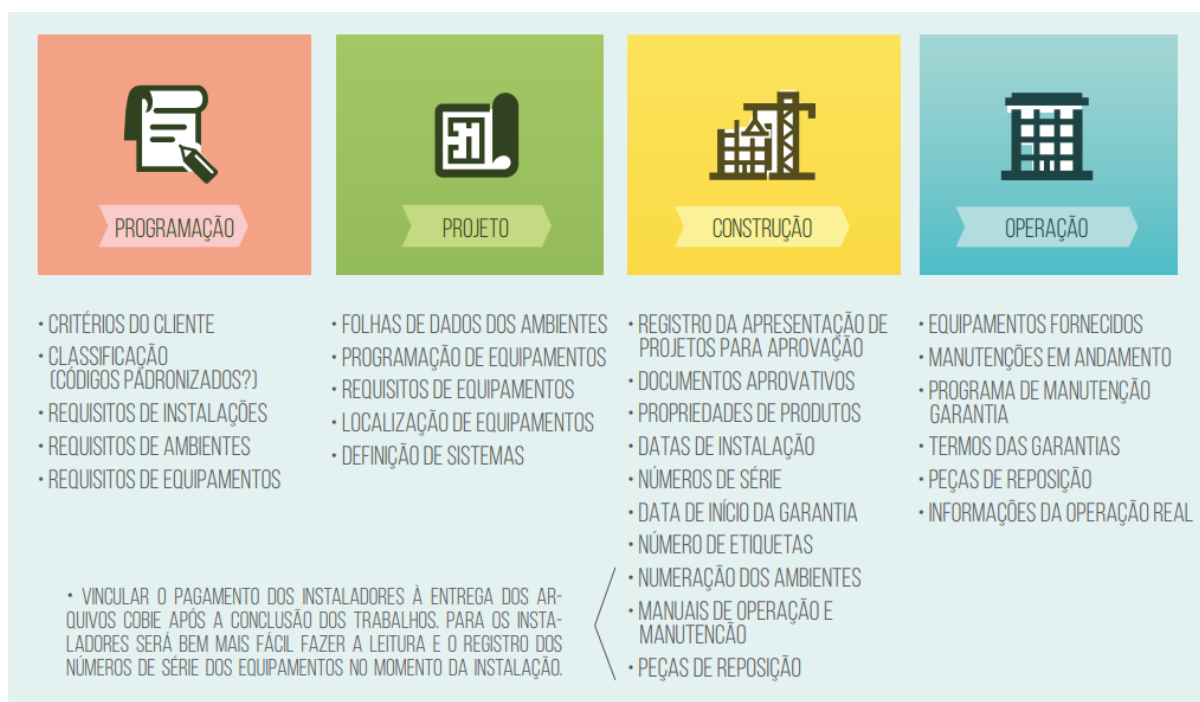 PROGRAMAÇÃO
• CRITÉRIOS DO CLIENTE
• CLASSIFICAÇÃO
(CÓDIGOS PADRONIZADOS?)
• REQUISITOS DE INSTALAÇÕES
• REQUISITOS DE AMBIENTES
• REQUISITOS DE EQUIPAMENTOS
PROJETO
• FOLHAS DE DADOS DOS AMBIENTES
• PROGRAMAÇÃO DE EQUIPAMENTOS
• REQUISITOS DE EQUIPAMENTOS
• LOCALIZAÇÃO DE EQUIPAMENTOS
• DEFINIÇÃO DE SISTEMAS
CONSTRUÇÃO
• REGISTRO DA APRESENTAÇÃO DE
PROJETOS PARA APROVAÇÃO
• DOCUMENTOS APROVATIVOS
• PROPRIEDADES DE PRODUTOS
• DATAS DE INSTALAÇÃO
• NÚMEROS DE SÉRIE
• DATA DE INÍCIO DA GARANTIA
• NÚMERO DE ETIQUETAS
• NUMERAÇÃO DOS AMBIENTES
• MANUAIS DE OPERAÇÃO E
MANUTENCÃO
• PEÇAS DE REPOSIÇÃO
• VINCULAR O PAGAMENTO DOS INSTALADORES À ENTREGA DOS AR-
QUIVOS COBIE APÓS A CONCLUSÃO DOS TRABALHOS. PARA OS INSTA-
LADORES SERÁ BEM MAIS FÁCIL FAZER A LEITURA E O REGISTRO DOS
NÚMEROS DE SÉRIE DOS EQUIPAMENTOS NO MOMENTO DA INSTALAÇÃO.
OPERAÇÃO
• EQUIPAMENTOS FORNECIDOS
• MANUTENÇÕES EM ANDAMENTO
• PROGRAMA DE MANUTENÇÃO
GARANTIA
• TERMOS DAS GARANTIAS
• PEÇAS DE REPOSIÇÃO
• INFORMAÇÕES DA OPERAÇÃO REAL